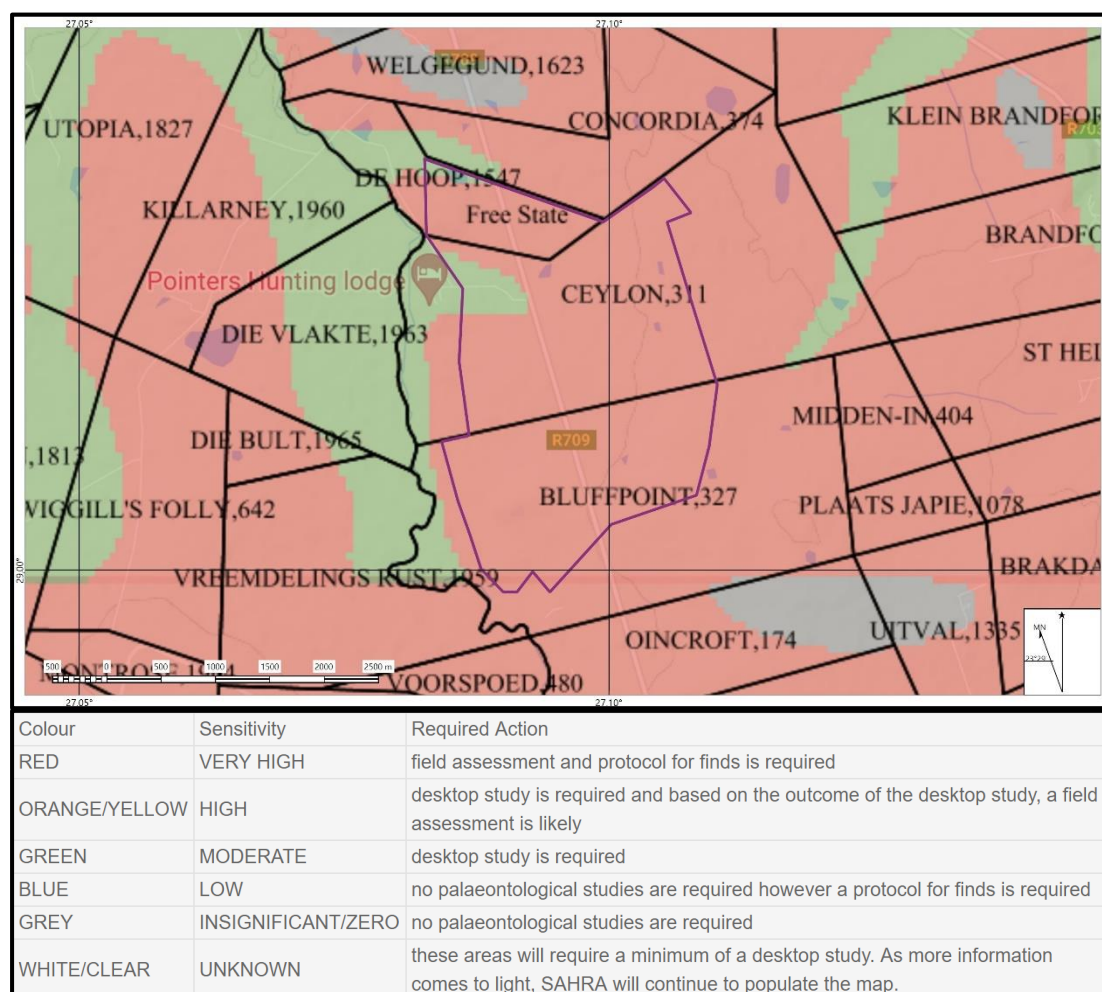 27.05°
27.10°
WELGEGUND,1623
UTOPIA,1827
CONCORDIA,374
KLEIN BRANDFOR
R703
DE HOOP,1547
KILLARNEY,1960
Free State
BRANDFO
Pointers Hunting lodge
CEYLON,311
DIE VLAKTE,1963
ST HEL
MIDDEN-IN,404
DIE BULT,1965
R709
,1813
BLUFFPOINT,327
PLAATS JAPIE,1078
WIGGILL'S FOLLY,642
29.00°
BRAKDA
VREEMDELINGS RUST,1959
OINCROFT,174
UITVAL,1335
MN
23°29
500 0 500 1000 1500 2000 2500 m
VOORSPOED,480
27.05°
27.10°
Colour Sensitivity Required Action
RED VERY HIGH field assessment and protocol for finds is required
ORANGE/YELLOW HIGH desktop study is required and based on the outcome of the desktop study, a field
assessment is likely
GREEN MODERATE desktop study is required
BLUE LOW no palaeontological studies are required however a protocol for finds is required
GREY INSIGNIFICANT/ZERO no palaeontological studies are required
WHITE/CLEAR UNKNOWN these areas will require a minimum of a desktop study. As more information
comes to light, SAHRA will continue to populate the map.